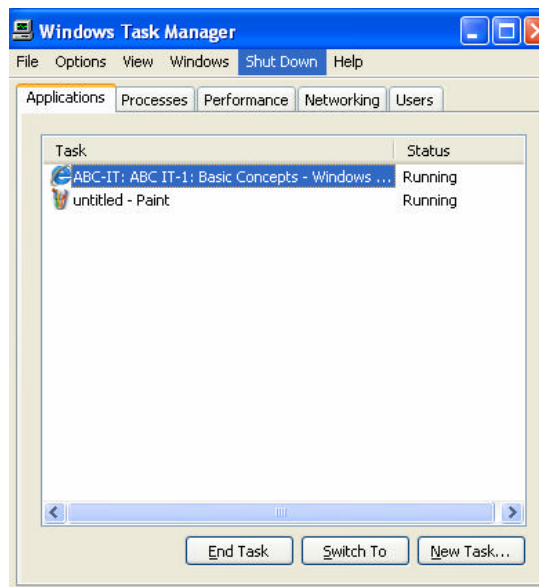 Windows Task Manager
File Options View Windows Shut Down Help
Applications Processes Performance Networking Users
Task Status
ABC-IT: ABC IT-1: Basic Concepts - Windows ... Running
untitled - Paint Running
End Task Switch To New Task...